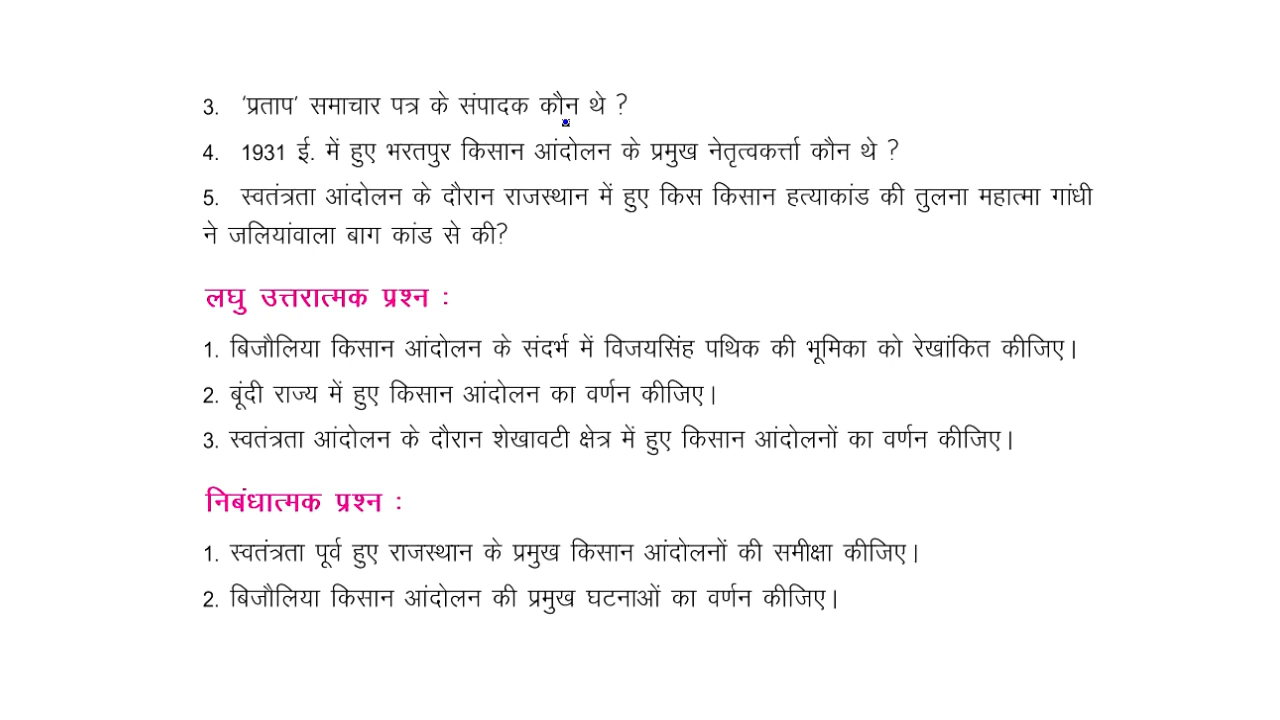 3. 'प्रताप' समाचार पत्र के संपादक कौन थे ?
4. 1931 ई. में हुए भरतपुर किसान आंदोलन के प्रमुख नेतृत्वकर्त्ता कौन थे ?
5. स्वतंत्रता आंदोलन के दौरान राजस्थान में हुए किस किसान हत्याकांड की तुलना महात्मा गांधी
ने जलियांवाला बाग कांड से की?
लघु उत्तरात्मक प्रश्न :
1. बिजौलिया किसान आंदोलन के संदर्भ में विजयसिंह पथिक की भूमिका को रेखांकित कीजिए।
2. बूंदी राज्य में हुए किसान आंदोलन का वर्णन कीजिए।
3. स्वतंत्रता आंदोलन के दौरान शेखावटी क्षेत्र में हुए किसान आंदोलनों का वर्णन कीजिए।
निबंधात्मक प्रश्न :
1. स्वतंत्रता पूर्व हुए राजस्थान के प्रमुख किसान आंदोलनों की समीक्षा कीजिए।
2. बिजौलिया किसान आंदोलन की प्रमुख घटनाओं का वर्णन कीजिए।